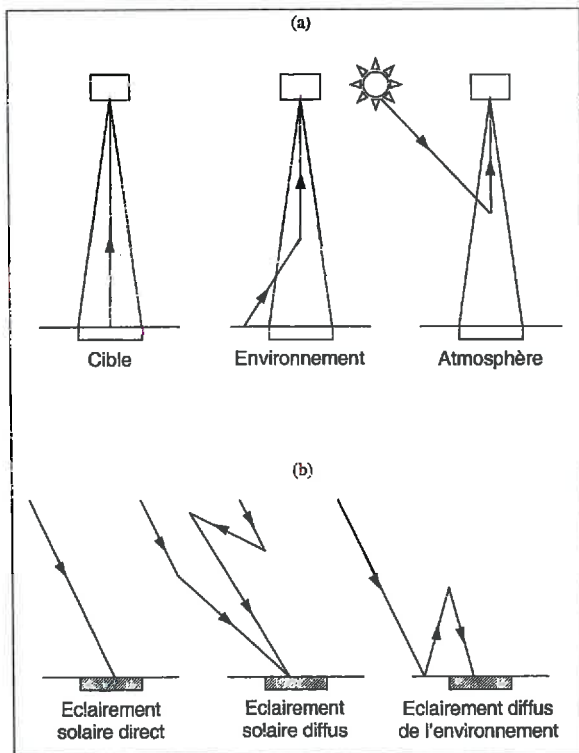 (a)
Cible
Environnement
Atmosphère
(b)
Eclairement
solaire direct
Eclairement
solaire diffus
Eclairement diffus
de l'environnement